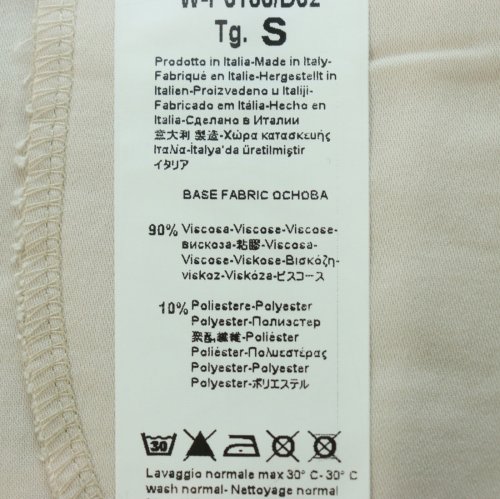 Tg. S
Prodotto in Italia-Made in Italy-
Fabriqué en Italie-Hergestellt in
Italien-Proizvedeno u Italiji-
Fabricado em Itália-Hecho en
Italia-Сделано в Италии
意大利 製造-Χώρα κατασκευής
Ιταλία-İtalya'da üretilmiştir
イタリア
BASE FABRIC ОСНОВА
90% Viscosa-Viscose-Viscose-
вискоза-粘膠-Viscosa-
Viscose-Viskose-Βισκόζη-
viskoz-Viskóza-ビスコース
10% Poliestere-Polyester
Polyester-Полиэстер
聚酯纖維-Poliéster
Poliéster-Πολυεστέρας
Polyester-Polyester
Polyester-ポリエステル
30
Lavaggio normale max 30° C-30° C
wash normal-Nettoyage normal